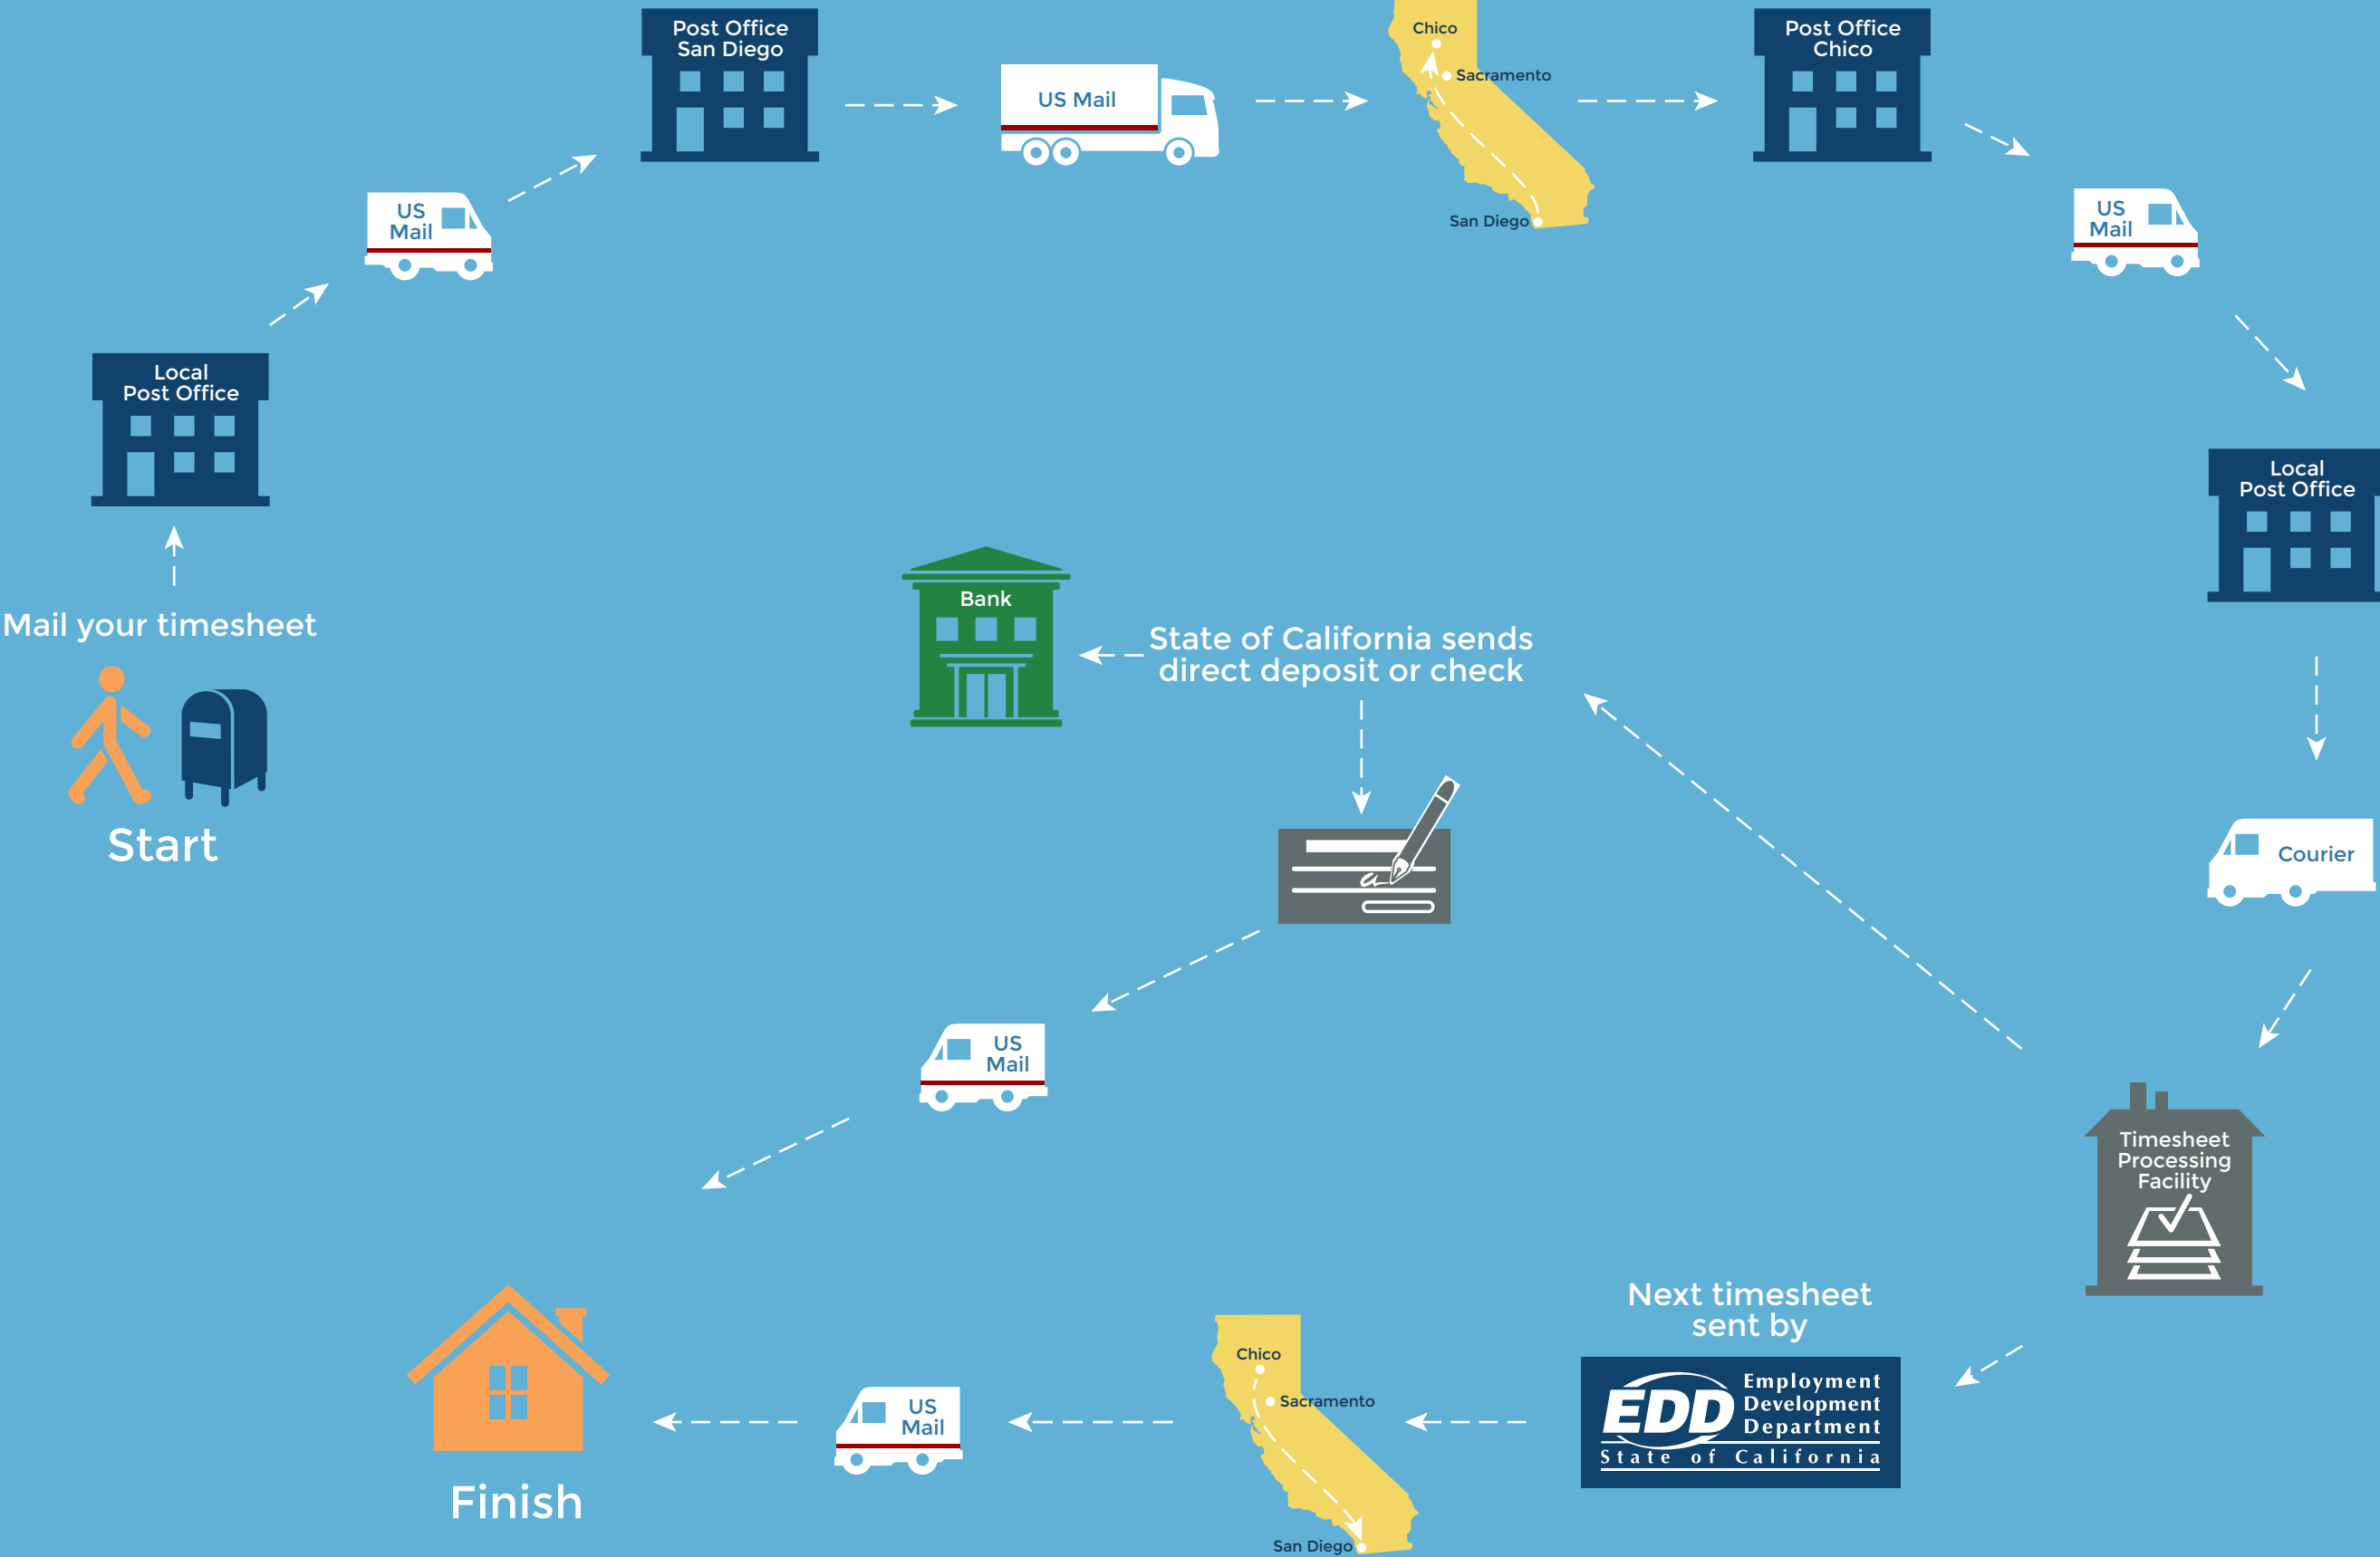 Post Office
San Diego
US Mail
Chico
Sacramento
San Diego
Post Office
Chico
US
Mail
US
Mail
Local
Post Office
Local
Post Office
Mail your timesheet
Start
Bank
State of California sends
direct deposit or check
Courier
US
Mail
Timesheet
Processing
Facility
Next timesheet
sent by
EDD
Employment
Development
Department
State of California
Chico
Sacramento
San Diego
US
Mail
Finish